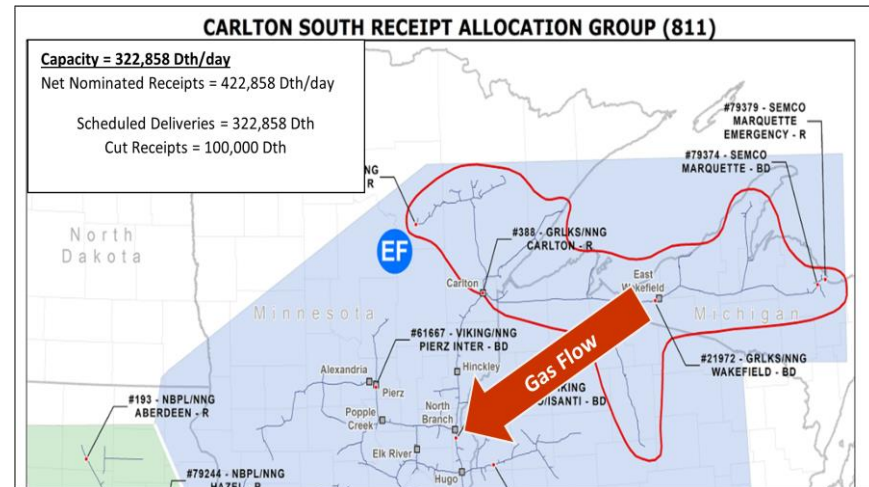 CARLTON SOUTH RECEIPT ALLOCATION GROUP (811)
Capacity = 322,858 Dth/day
Net Nominated Receipts = 422,858 Dth/day
Scheduled Deliveries = 322,858 Dth
Cut Receipts = 100,000 Dth
#79379 - SEMCO
MARQUETTE
EMERGENCY - R
#79374 - SEMCO
MARQUETTE - BD
NG
R
#388 - GRLKS/NNG
CARLTON - R
North
Dakota
EF
East
Wakefield
Carlton
Minnesota
Michigan
#61667 - VIKING/NNG
PIERZ INTER - BD
Gas Flow
#21972 - GRLKS/NNG
WAKEFIELD - BD
Hinckley
Alexandria
Pierz
KING
O/ISANTI - BD
#193 - NBPL/NNG
ABERDEEN - R
Popple
Creek
North
Branch
Elk River
Hugo
#79244 - NBPL/NNG
HAZEL - R